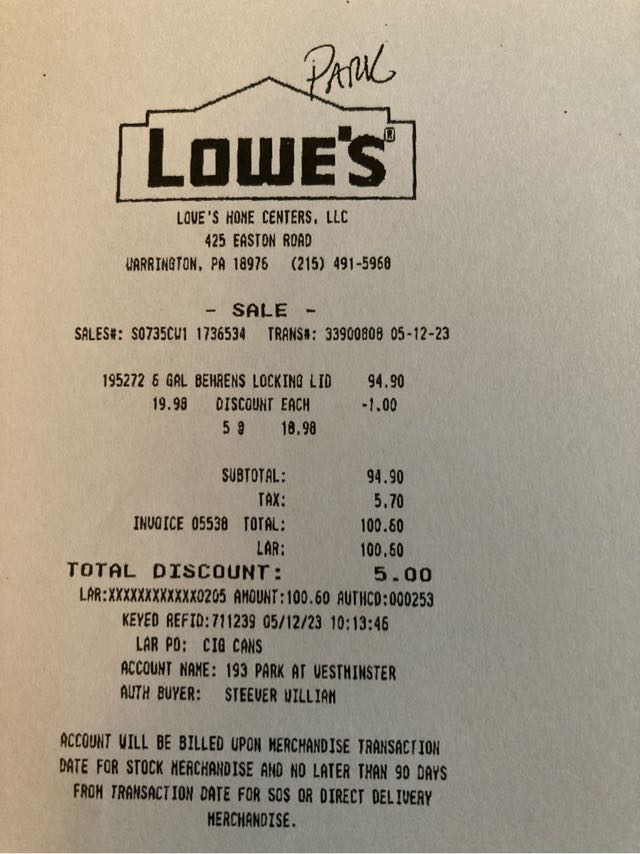 PARK
LOWE'S®
LOWE'S HOME CENTERS, LLC
425 EASTON ROAD
WARRINGTON, PA 18976 (215) 491-5968
- SALE -
SALES#: S0735CW1 1736534 TRANS#: 33900808 05-12-23
195272 6 GAL BEHRENS LOCKING LID 94.90
19.98 DISCOUNT EACH -1.00
5 @ 18.98
SUBTOTAL: 94.90
TAX: 5.70
INVOICE 05538 TOTAL: 100.60
LAR: 100.60
TOTAL DISCOUNT: 5.00
LAR:XXXXXXXXXXXX0205 AMOUNT:100.60 AUTHCD:000253
KEYED REFID:711239 05/12/23 10:13:46
LAR PO: CIG CANS
ACCOUNT NAME: 193 PARK AT WESTMINSTER
AUTH BUYER: STEEVER WILLIAM
ACCOUNT WILL BE BILLED UPON MERCHANDISE TRANSACTION
DATE FOR STOCK MERCHANDISE AND NO LATER THAN 90 DAYS
FROM TRANSACTION DATE FOR SOS OR DIRECT DELIVERY
MERCHANDISE.